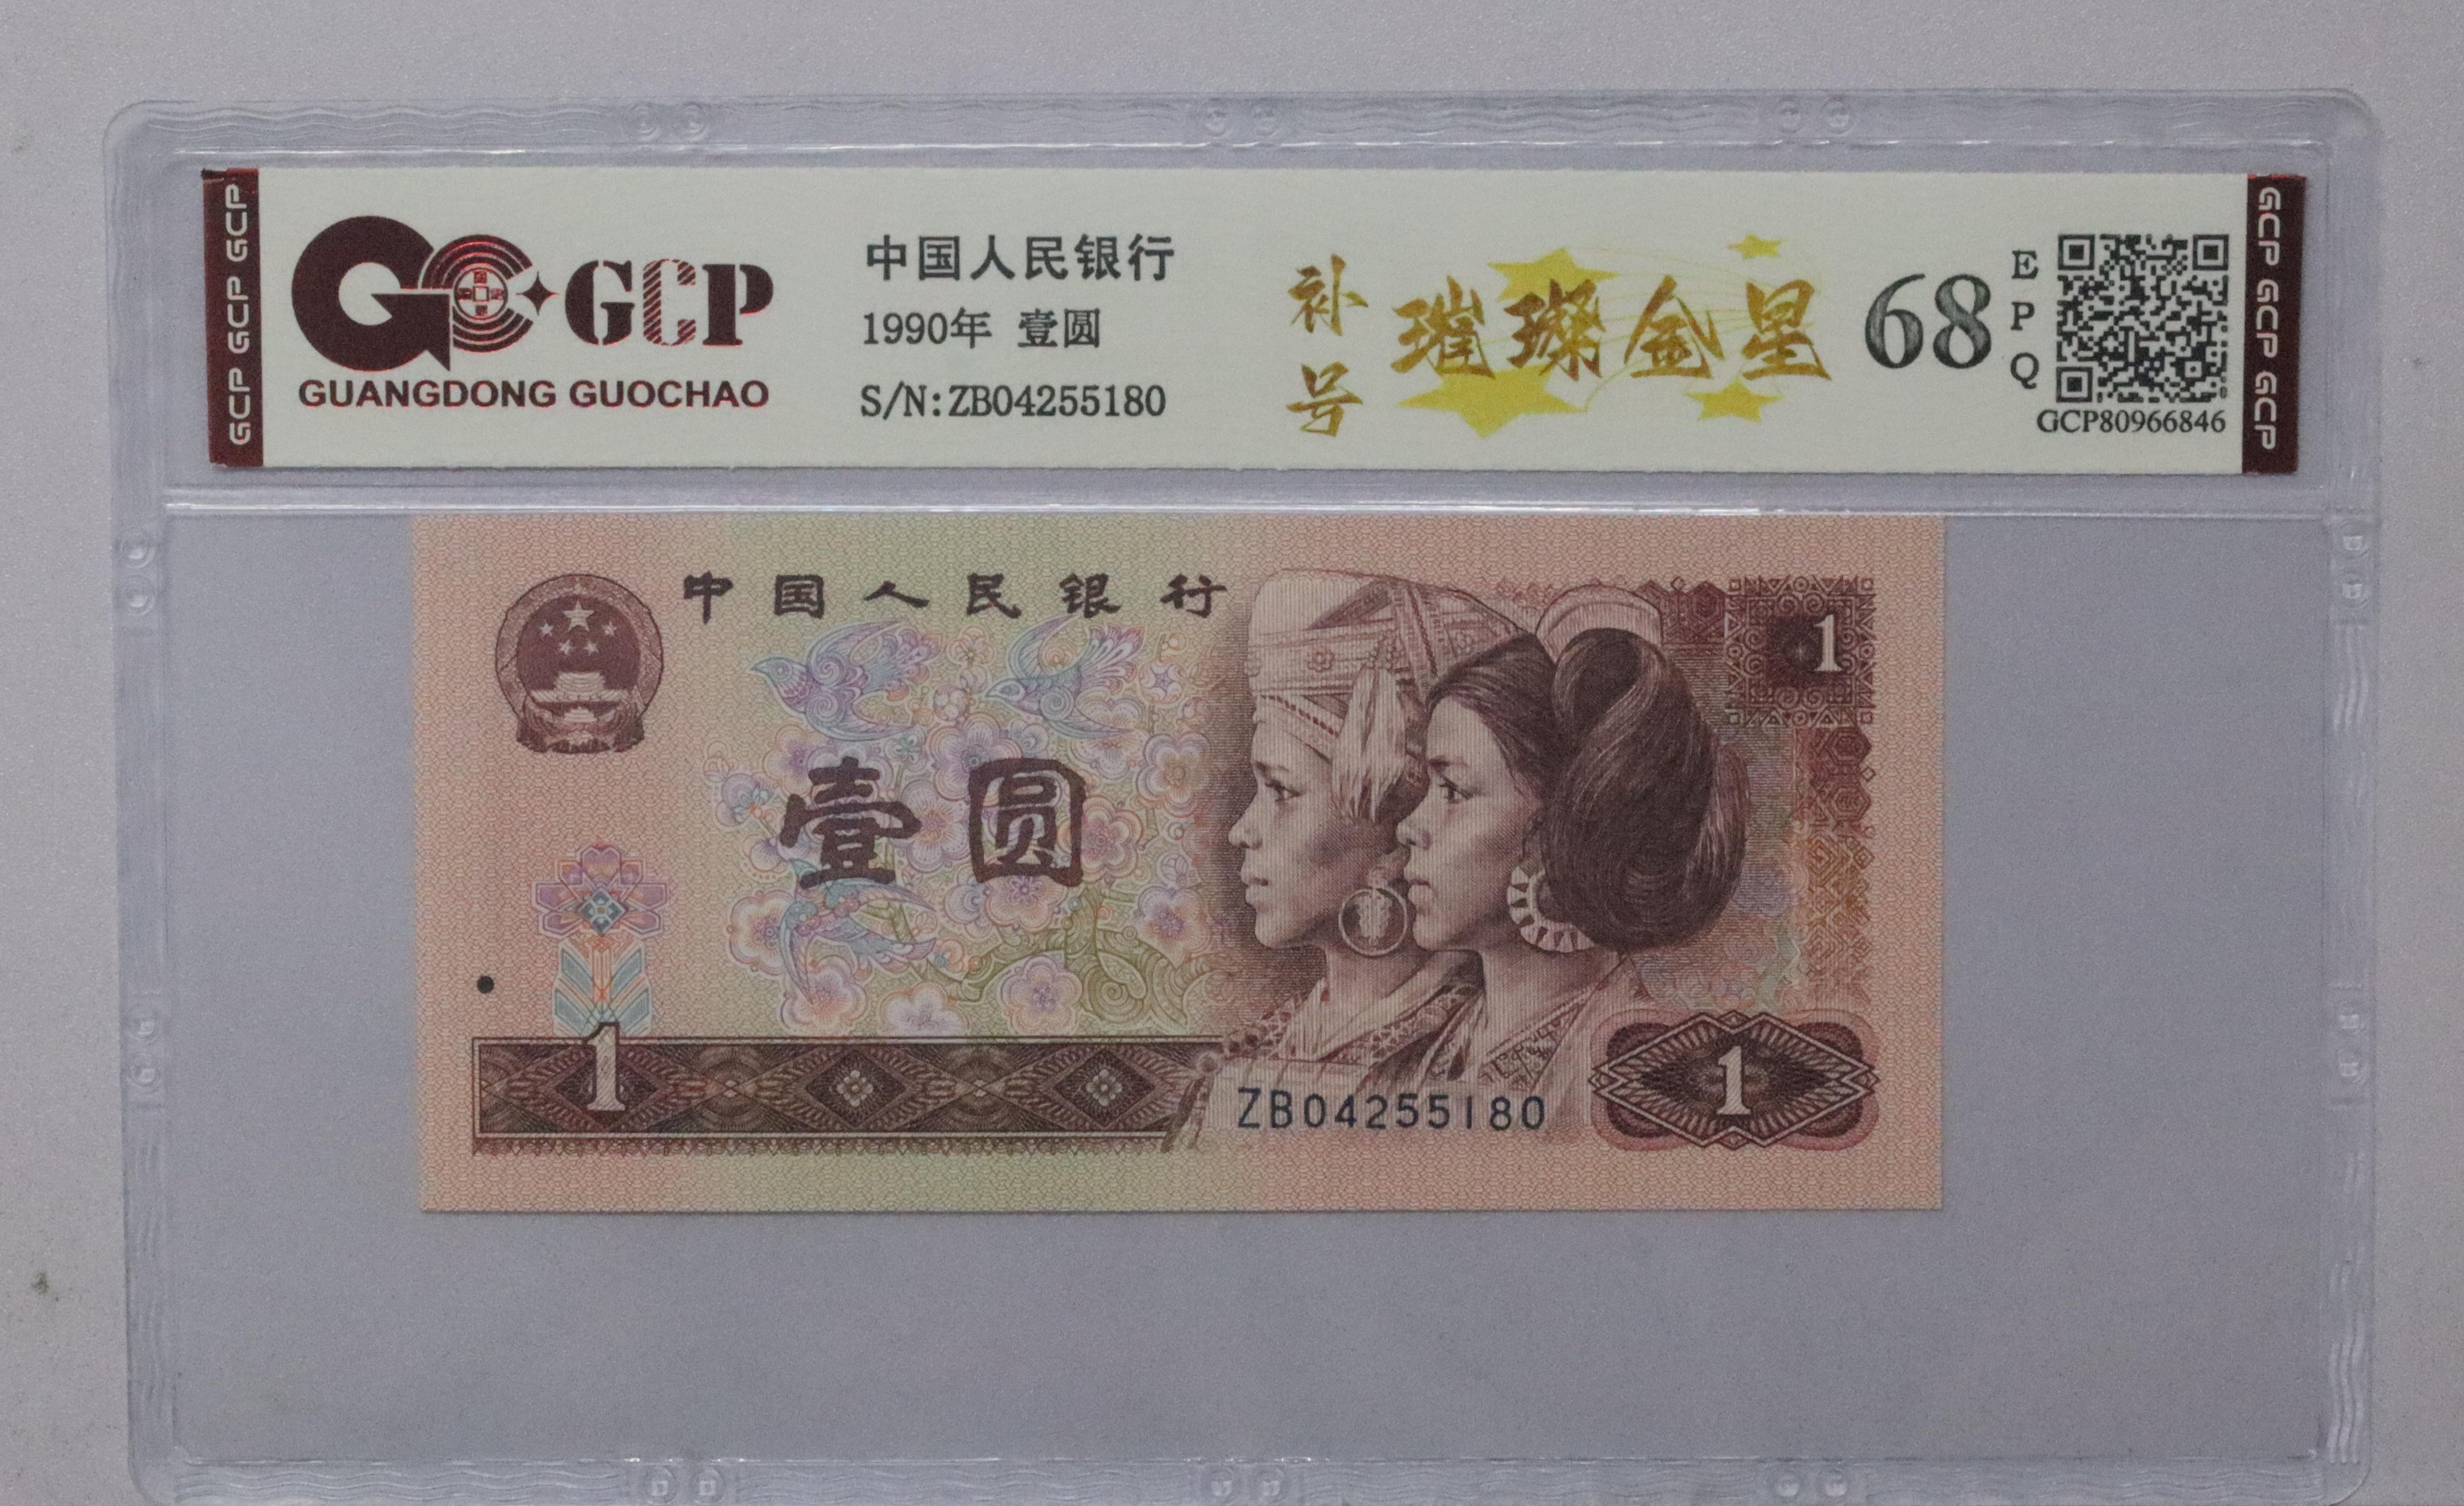 GCP GCP GCP
GCP
GUANGDONG GUOCHAO
中国人民银行
1990年 壹圆
S/N:ZB04255180
补号
璀璨金星
68
EPQ
GCP80966846
GCP GCP GCP
中国人民银行
1
壹圆
1
ZB04255180
1